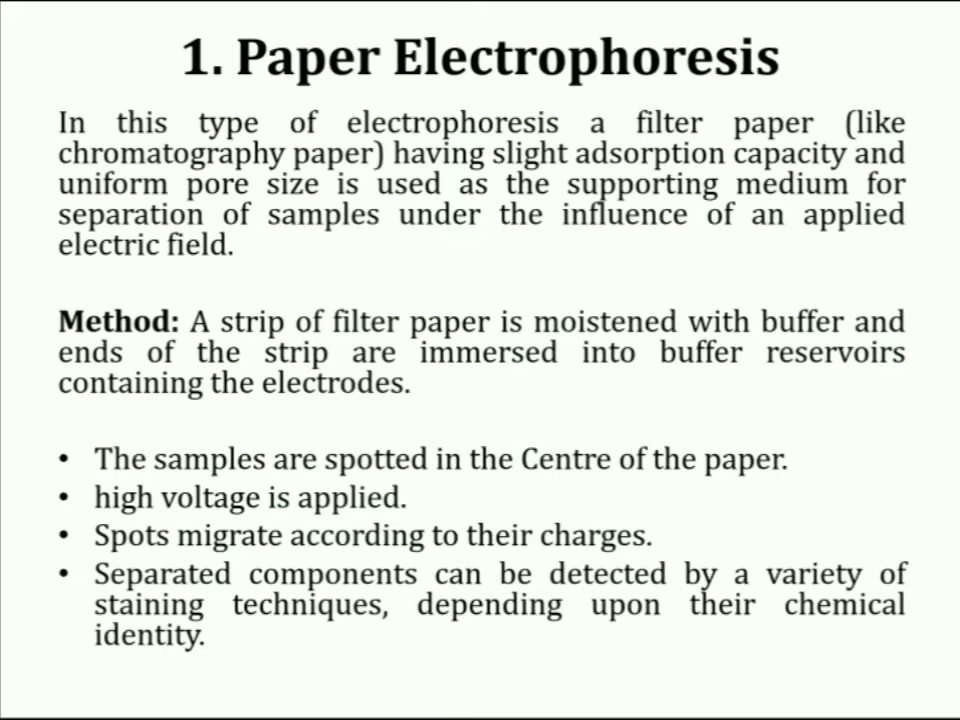 1. Paper Electrophoresis
In this type of electrophoresis a filter paper (like
chromatography paper) having slight adsorption capacity and
uniform pore size is used as the supporting medium for
separation of samples under the influence of an applied
electric field.
Method: A strip of filter paper is moistened with buffer and
ends of the strip are immersed into buffer reservoirs
containing the electrodes.
• The samples are spotted in the Centre of the paper.
• high voltage is applied.
• Spots migrate according to their charges.
• Separated components can be detected by a variety of
staining techniques, depending upon their chemical
identity.